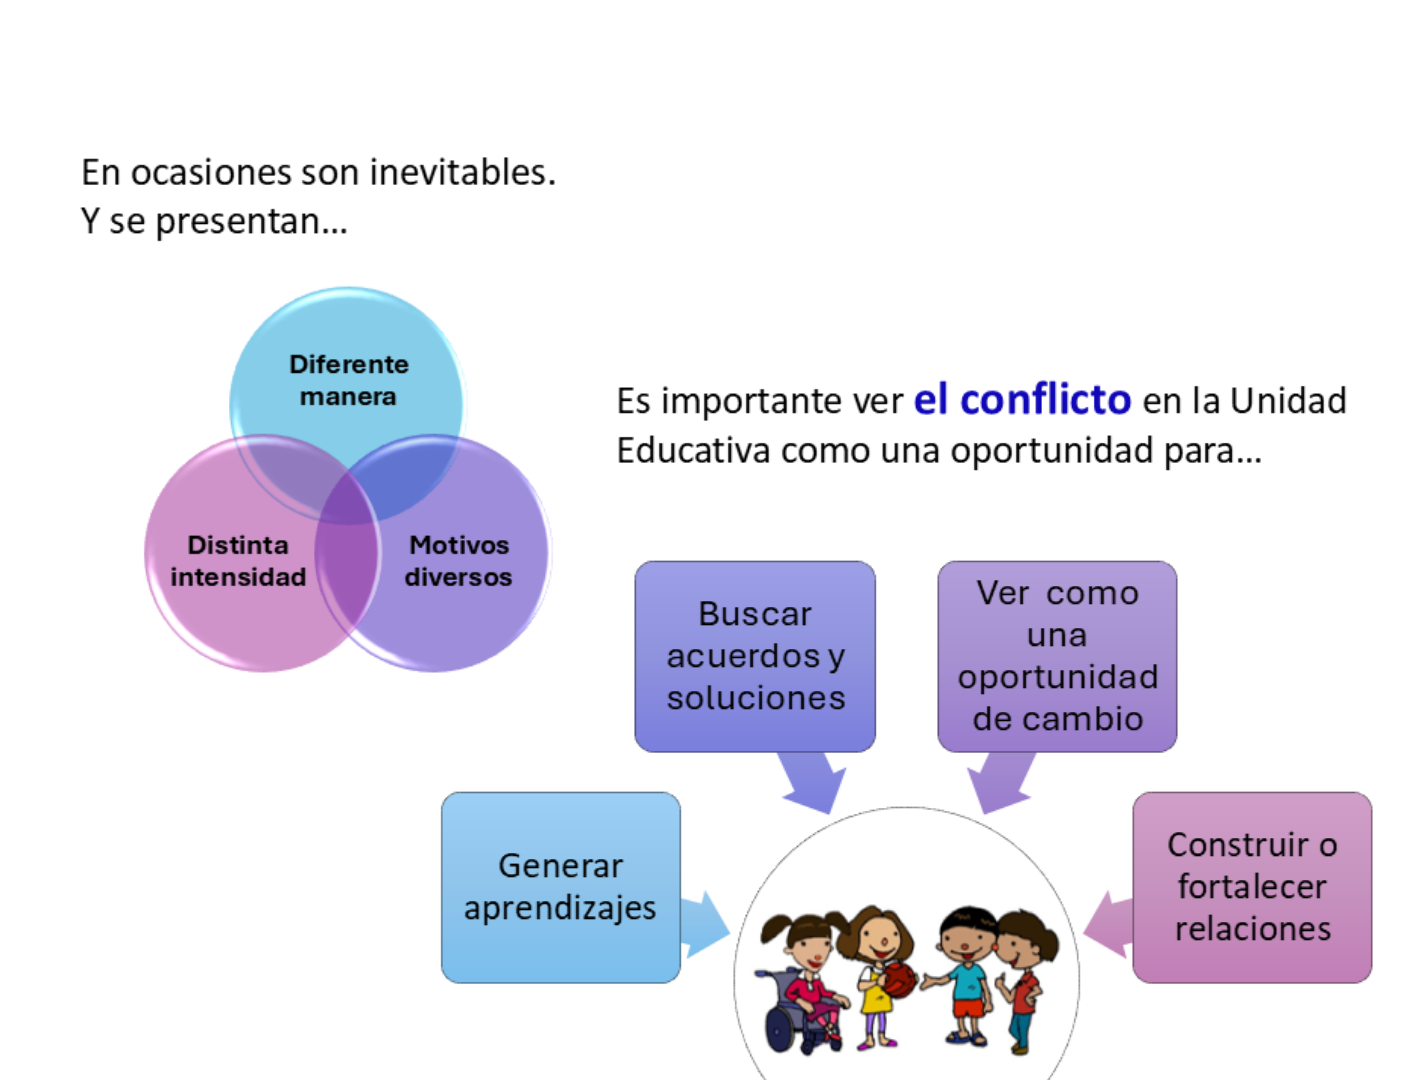 En ocasiones son inevitables.
Y se presentan...
Diferente
manera
Distinta
intensidad
Motivos
diversos
Es importante ver el conflicto en la Unidad
Educativa como una oportunidad para...
Buscar
acuerdos y
soluciones
Ver como
una
oportunidad
de cambio
Generar
aprendizajes
Construir o
fortalecer
relaciones